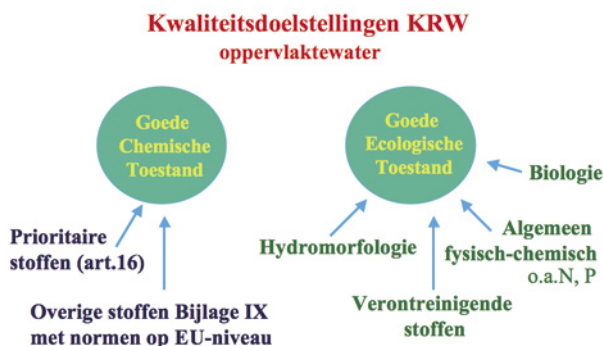 Kwaliteitsdoelstellingen KRW
oppervlaktewater
Goede
Chemische
Toestand
Prioritaire
stoffen (art.16)
Overige stoffen Bijlage IX
met normen op EU-niveau
Goede
Ecologische
Toestand
Hydromorfologie
Verontreinigende
stoffen
Algemeen
fysisch-chemisch
o.a.N, P
Biologie